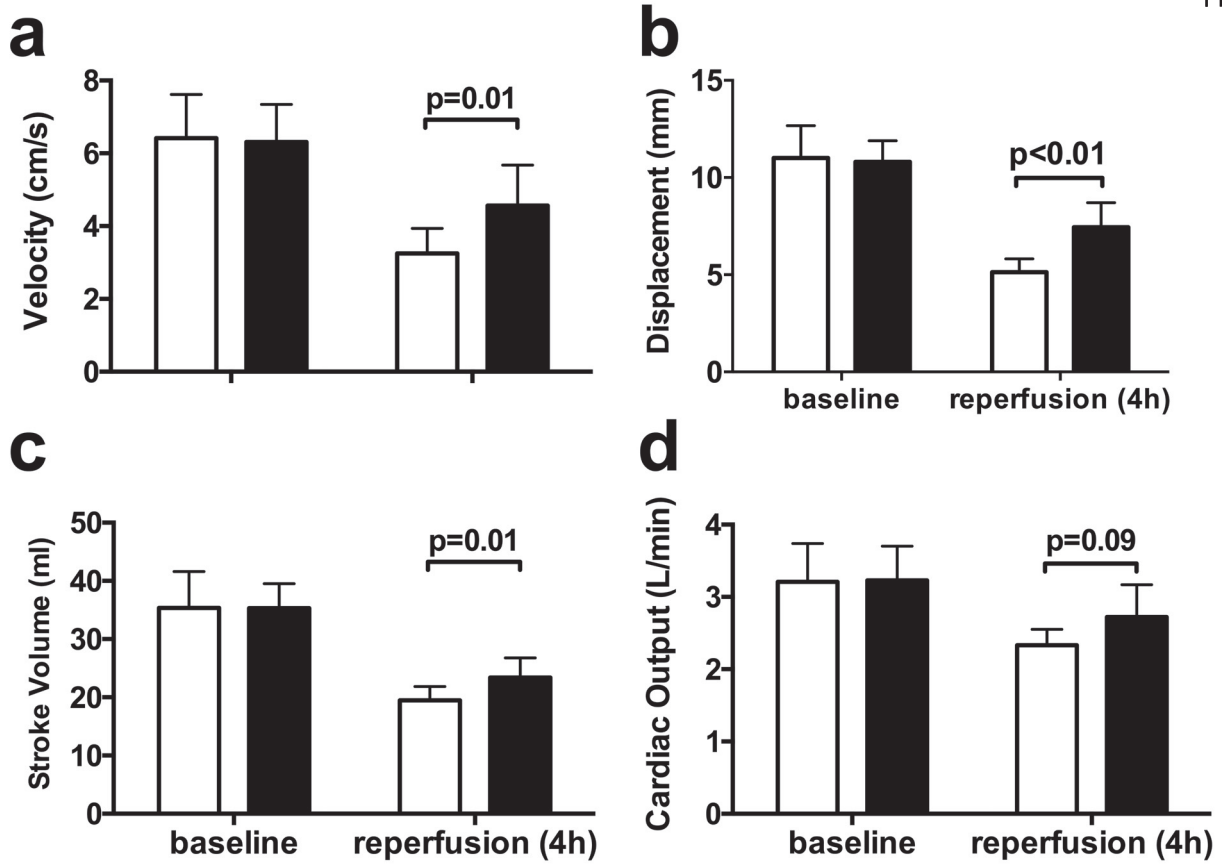 a
Velocity (cm/s)
8
6
4
2
0
p=0.01
b
Displacement (mm)
15
10
5
0
p<0.01
baseline
reperfusion (4h)
c
Stroke Volume (ml)
50
40
30
20
10
0
p=0.01
baseline
reperfusion (4h)
d
Cardiac Output (L/min)
4
3
2
1
0
p=0.09
baseline
reperfusion (4h)